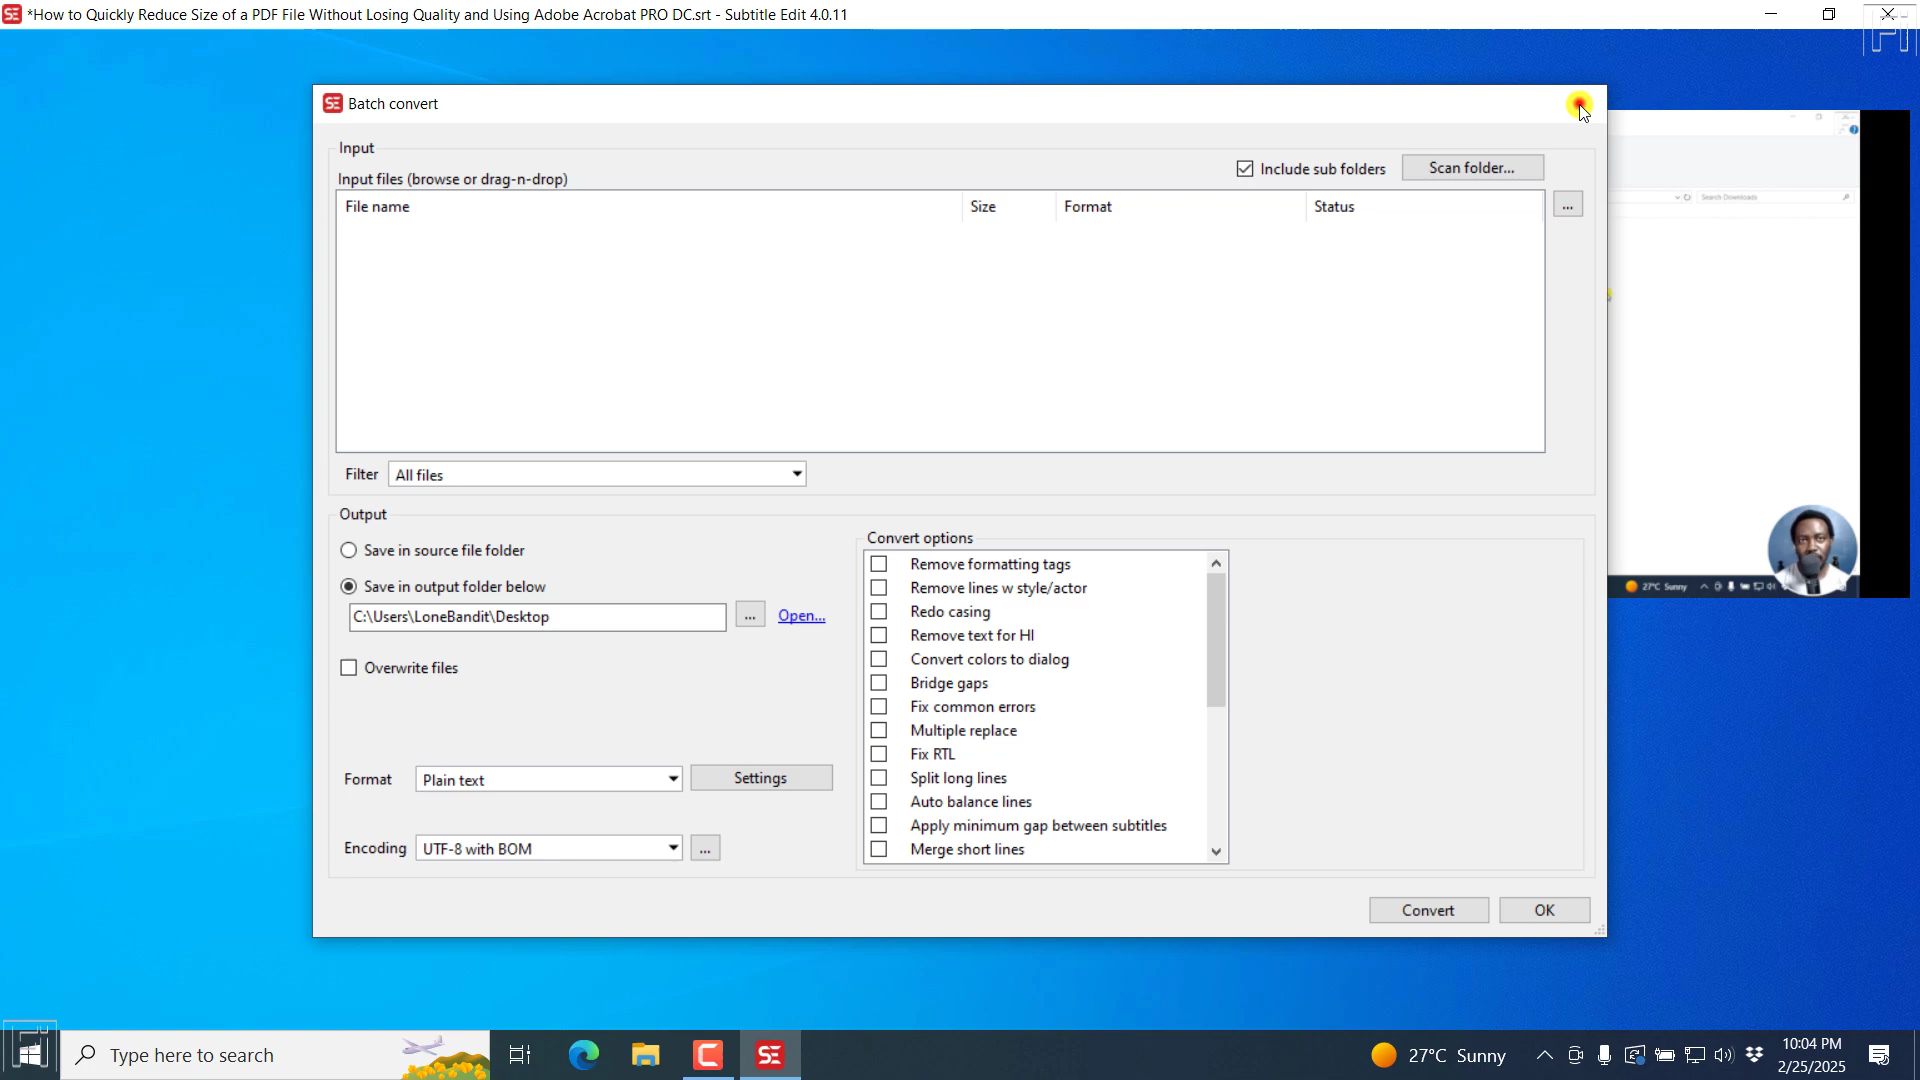 *How to Quickly Reduce Size of a PDF File Without Losing Quality and Using Adobe Acrobat PRO DC.srt - Subtitle Edit 4.0.11
SE Batch convert
Input
Include sub folders
Scan folder...
Input files (browse or drag-n-drop)
File name
Size
Format
Status
...
Search Downloads
Filter
All files
Output
Save in source file folder
Save in output folder below
C:\Users\LoneBandit\Desktop
...
Open...
Overwrite files
Format
Plain text
Settings
Encoding
UTF-8 with BOM
...
Convert options
Remove formatting tags
Remove lines w style/actor
Redo casing
Remove text for HI
Convert colors to dialog
Bridge gaps
Fix common errors
Multiple replace
Fix RTL
Split long lines
Auto balance lines
Apply minimum gap between subtitles
Merge short lines
27°C Sunny
Convert
OK
Type here to search
SE
27°C Sunny
10:04 PM
2/25/2025